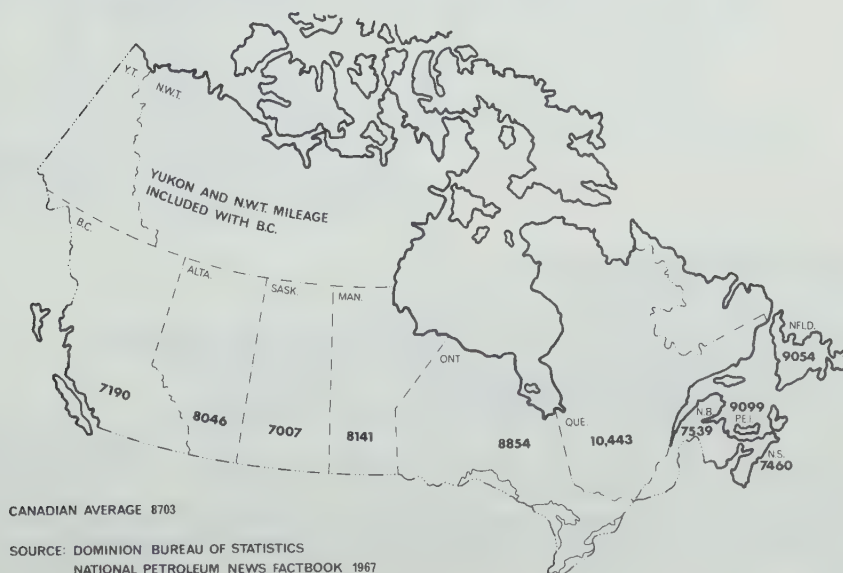 Y.T.
N.W.T.
YUKON AND N.W.T. MILEAGE
INCLUDED WITH B.C.
B.C.
ALTA.
SASK.
MAN.
ONT
QUE.
NFLD.
9054
N.B.
9099
P.E.I.
7539
N.S.
7460
7190
8046
7007
8141
8854
10,443
CANADIAN AVERAGE 8703
SOURCE: DOMINION BUREAU OF STATISTICS
NATIONAL PETROLEUM NEWS FACTBOOK 1967